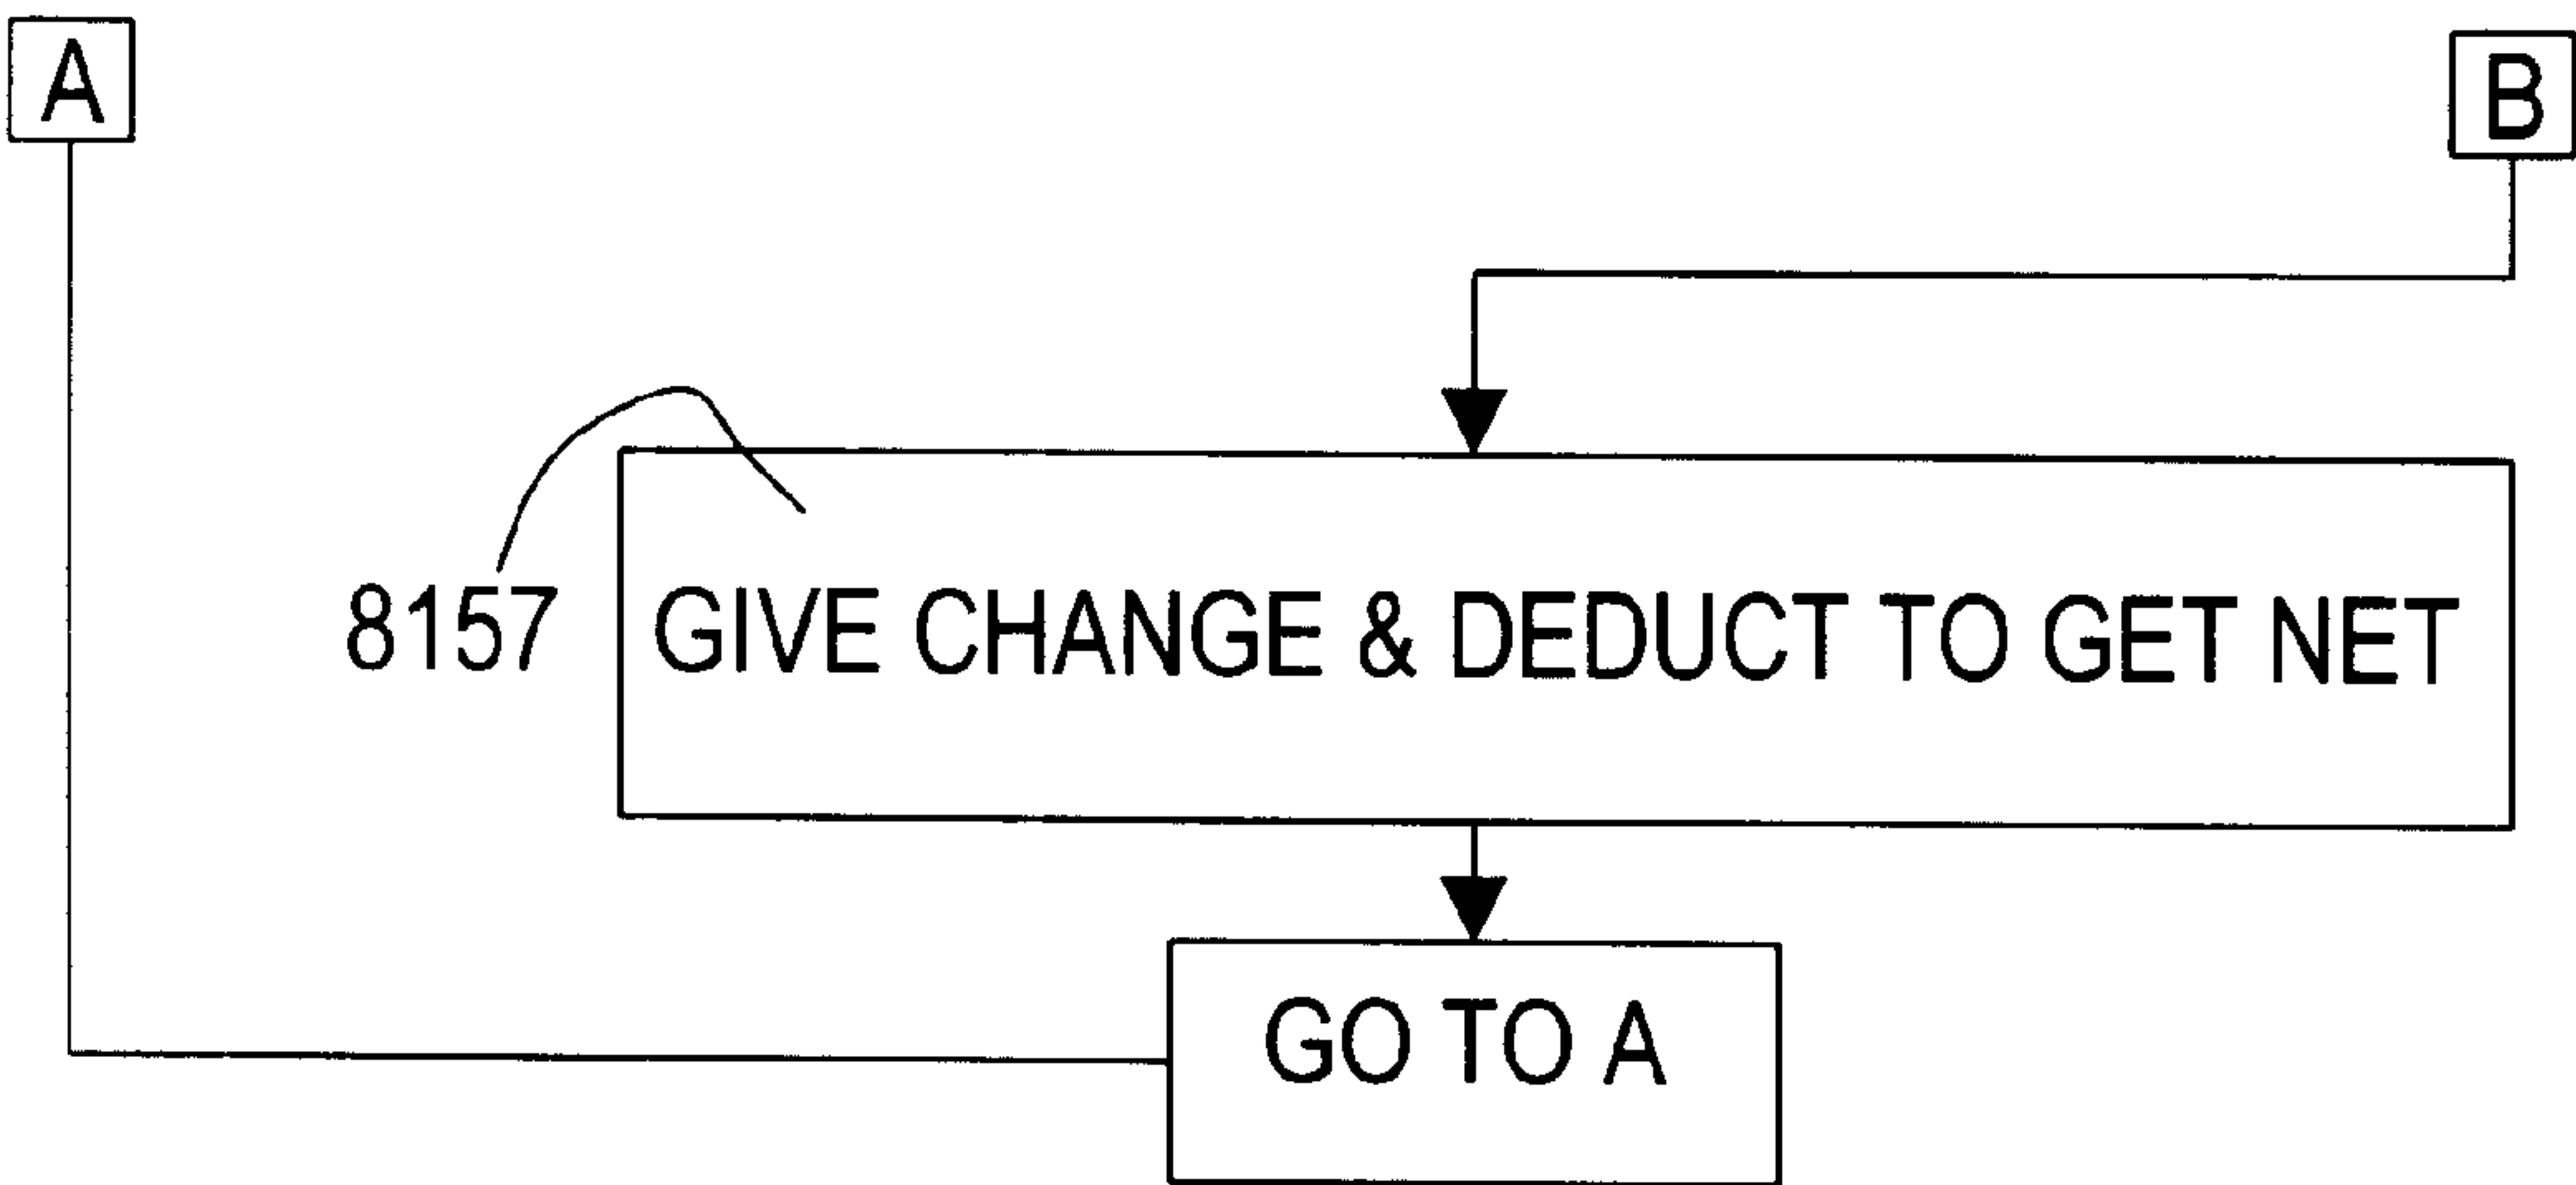 A
B
8157
GIVE CHANGE & DEDUCT TO GET NET
GO TO A